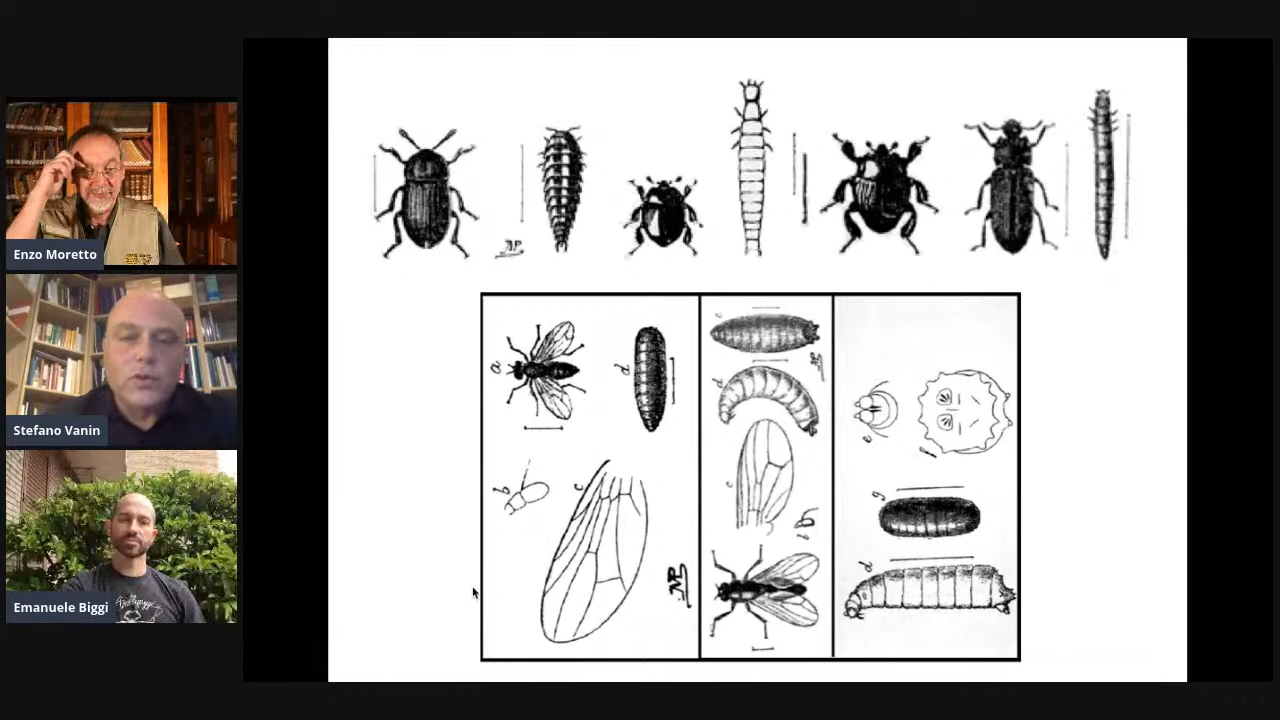 Enzo Moretto
Stefano Vanin
Emanuele Biggi
a
d
b
c
d
c
e
f
g
d